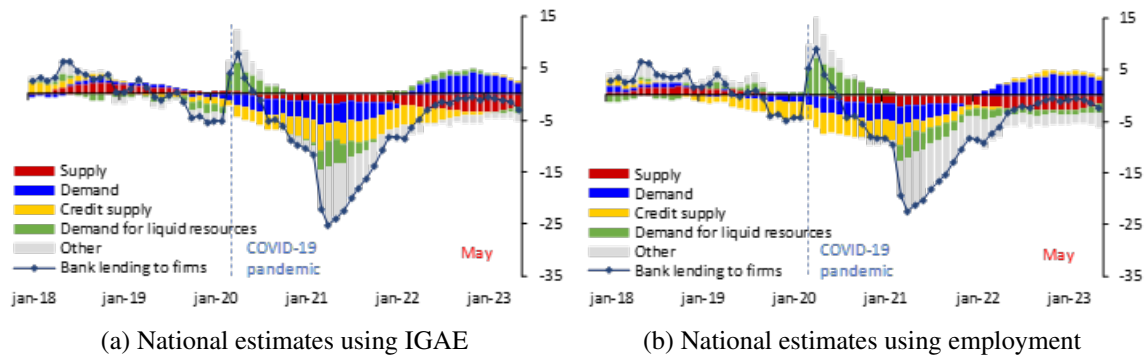 15
5
-5
-15
-25
-35
Supply
Demand
Credit supply
Demand for liquid resources
Other
Bank lending to firms
COVID-19
pandemic
May
jan-18
jan-19
jan-20
jan-21
jan-22
jan-23
(a) National estimates using IGAE
15
5
-5
-15
-25
-35
Supply
Demand
Credit supply
Demand for liquid resources
Other
Bank lending to firms
COVID-19
pandemic
May
jan-18
jan-19
jan-20
jan-21
jan-22
jan-23
(b) National estimates using employment